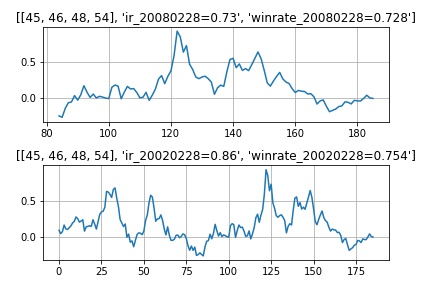 [[45, 46, 48, 54], 'ir_20080228=0.73', 'winrate_20080228=0.728']
0.5
0.0
80 100 120 140 160 180
[[45, 46, 48, 54], 'ir_20020228=0.86', 'winrate_20020228=0.754']
0.5
0.0
0 25 50 75 100 125 150 175